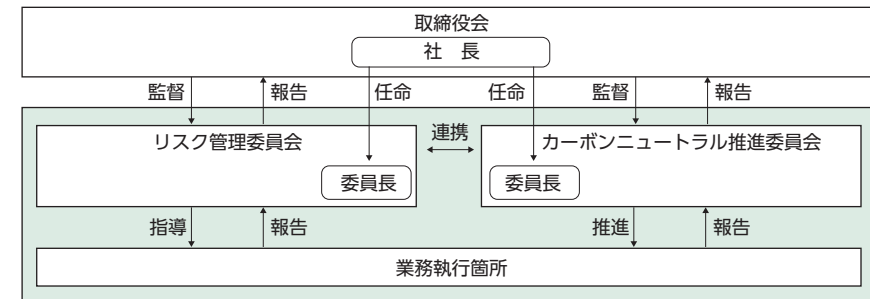 取締役会
社　長
監督 報告 任命 任命 監督 報告
リスク管理委員会 連携 カーボンニュートラル推進委員会
委員長 委員長
指導 報告 推進 報告
業務執行箇所